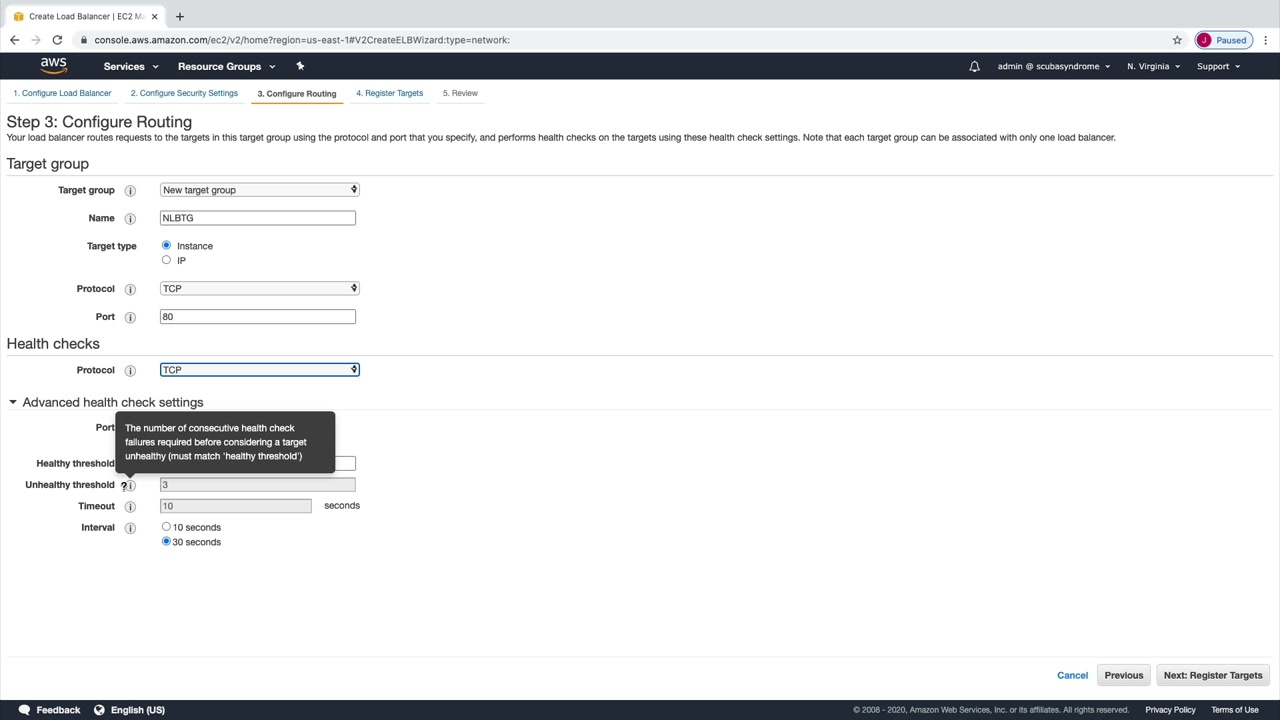 Create Load Balancer | EC2 Ma
console.aws.amazon.com/ec2/v2/home?region=us-east-1#V2CreateELBWizard:type=network:
J Paused
aws Services Resource Groups admin @ scubasyndrome N. Virginia Support
1. Configure Load Balancer 2. Configure Security Settings 3. Configure Routing 4. Register Targets 5. Review
Step 3: Configure Routing
Your load balancer routes requests to the targets in this target group using the protocol and port that you specify, and performs health checks on the targets using these health check settings. Note that each target group can be associated with only one load balancer.
Target group
Target group i New target group
Name i NLBTG
Target type Instance
IP
Protocol i TCP
Port i 80
Health checks
Protocol i TCP
Advanced health check settings
The number of consecutive health check
failures required before considering a target
unhealthy (must match 'healthy threshold')
Port
Healthy threshold
Unhealthy threshold ? i 3
Timeout i 10 seconds
Interval i 10 seconds
30 seconds
Cancel Previous Next: Register Targets
Feedback English (US) © 2008 - 2020, Amazon Web Services, Inc. or its affiliates. All rights reserved. Privacy Policy Terms of Use